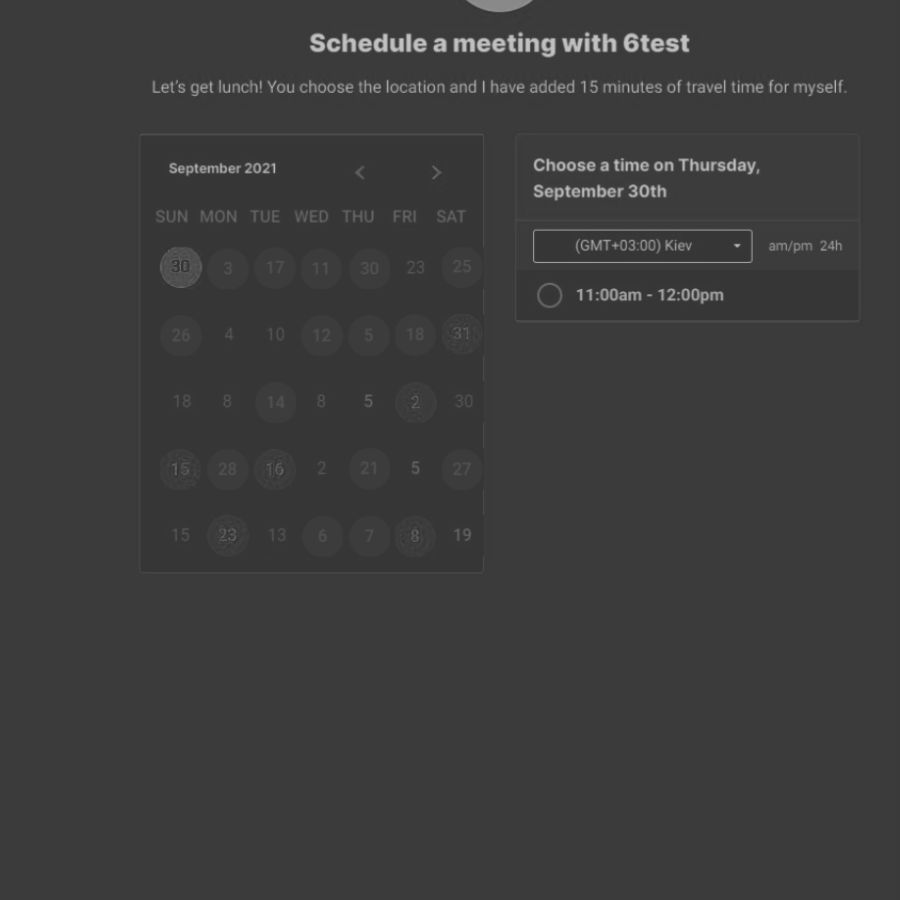 Schedule a meeting with 6test
Let's get lunch! You choose the location and I have added 15 minutes of travel time for myself.
September 2021
SUN MON TUE WED THU FRI SAT
30 3 17 11 30 23 25
26 4 10 12 5 18 31
18 8 14 8 5 2 30
15 28 16 2 21 5 27
15 23 13 6 7 8 19
Choose a time on Thursday,
September 30th
(GMT+03:00) Kiev
am/pm 24h
11:00am - 12:00pm